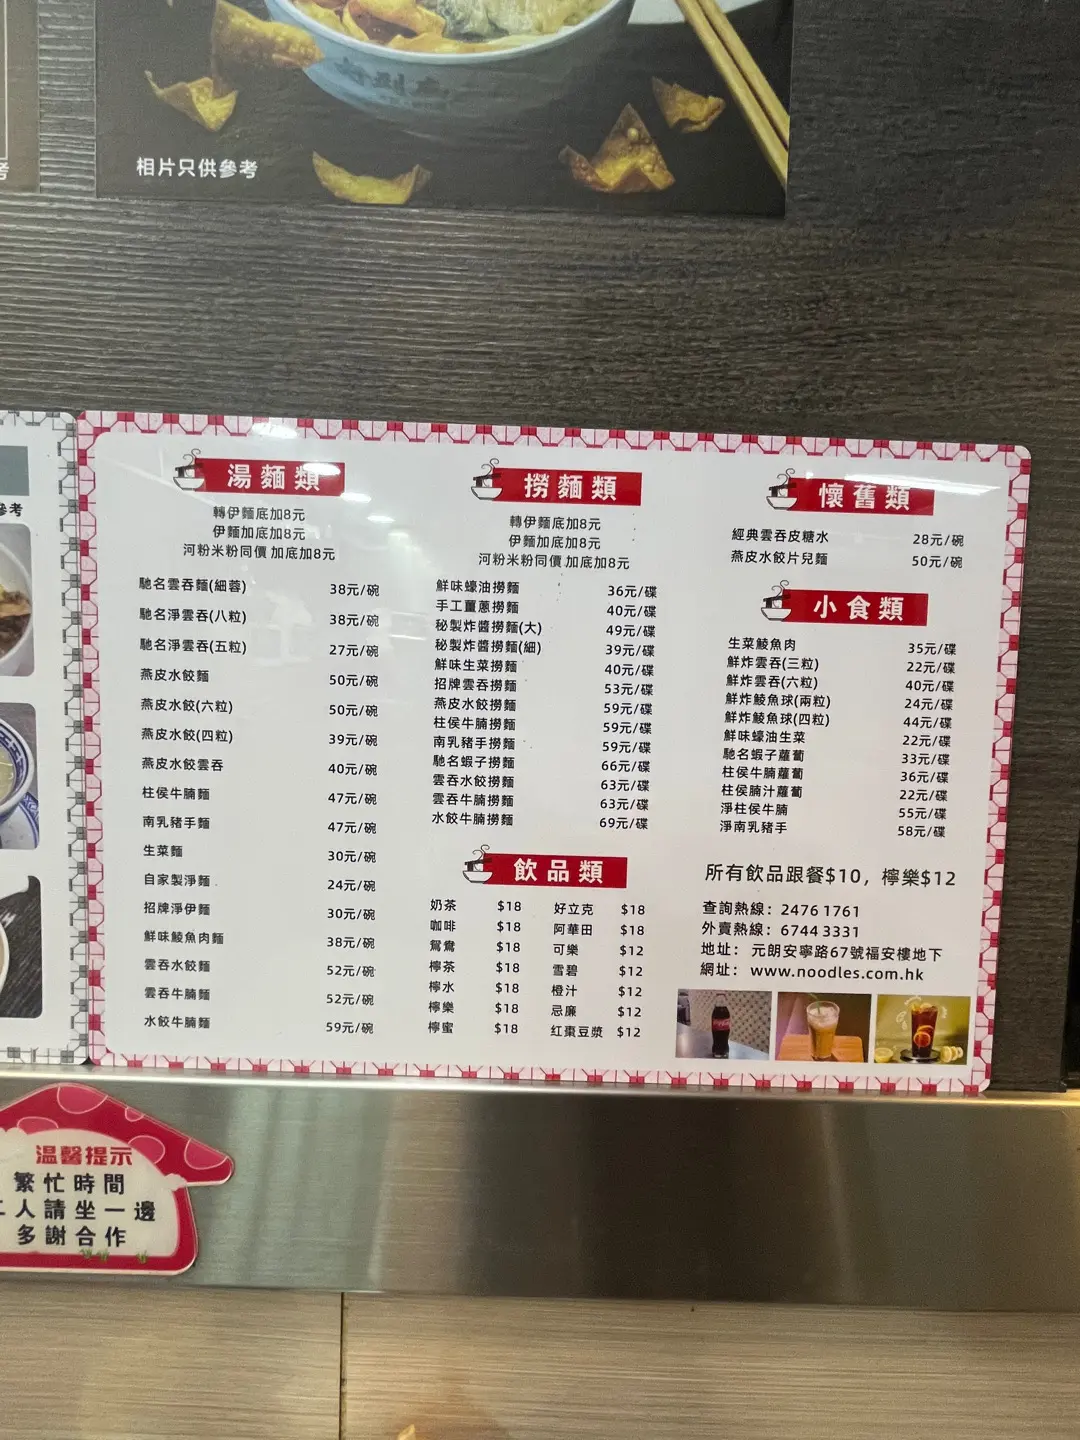 相片只供參考
考
參考
湯麵類
轉伊麵底加8元
伊麵加底加8元
河粉米粉同價 加底加8元
馳名雲吞麵(細蓉) 38元/碗
馳名淨雲吞(八粒) 38元/碗
馳名淨雲吞(五粒) 27元/碗
燕皮水餃麵 50元/碗
燕皮水餃(六粒) 50元/碗
燕皮水餃(四粒) 39元/碗
燕皮水餃雲吞 40元/碗
柱侯牛腩麵 47元/碗
南乳豬手麵 47元/碗
生菜麵 30元/碗
自家製淨麵 24元/碗
招牌淨伊麵 30元/碗
鮮味鯪魚肉麵 38元/碗
雲吞水餃麵 52元/碗
雲吞牛腩麵 52元/碗
水餃牛腩麵 59元/碗
撈麵類
轉伊麵底加8元
伊麵加底加8元
河粉米粉同價 加底加8元
鮮味蠔油撈麵 36元/碟
手工薑蔥撈麵 40元/碟
秘製炸醬撈麵(大) 49元/碟
秘製炸醬撈麵(細) 39元/碟
鮮味生菜撈麵 40元/碟
招牌雲吞撈麵 53元/碟
燕皮水餃撈麵 59元/碟
柱侯牛腩撈麵 59元/碟
南乳豬手撈麵 59元/碟
馳名蝦子撈麵 66元/碟
雲吞水餃撈麵 63元/碟
雲吞牛腩撈麵 63元/碟
水餃牛腩撈麵 69元/碟
飲品類
奶茶 $18 好立克 $18
咖啡 $18 阿華田 $18
鴛鴦 $18 可樂 $12
檸茶 $18 雪碧 $12
檸水 $18 橙汁 $12
檸樂 $18 忌廉 $12
檸蜜 $18 紅棗豆漿 $12
懷舊類
經典雲吞皮糖水 28元/碗
燕皮水餃片兒麵 50元/碗
小食類
生菜鯪魚肉 35元/碟
鮮炸雲吞(三粒) 22元/碟
鮮炸雲吞(六粒) 40元/碟
鮮炸鯪魚球(兩粒) 24元/碟
鮮炸鯪魚球(四粒) 44元/碟
鮮味蠔油生菜 22元/碟
馳名蝦子蘿蔔 33元/碟
柱侯牛腩蘿蔔 36元/碟
柱侯腩汁蘿蔔 22元/碟
淨柱侯牛腩 55元/碟
淨南乳豬手 58元/碟
所有飲品跟餐$10，檸樂$12
查詢熱線：2476 1761
外賣熱線：6744 3331
地址： 元朗安寧路67號福安樓地下
網址： www.noodles.com.hk
溫馨提示
繁忙時間
人請坐一邊
多謝合作